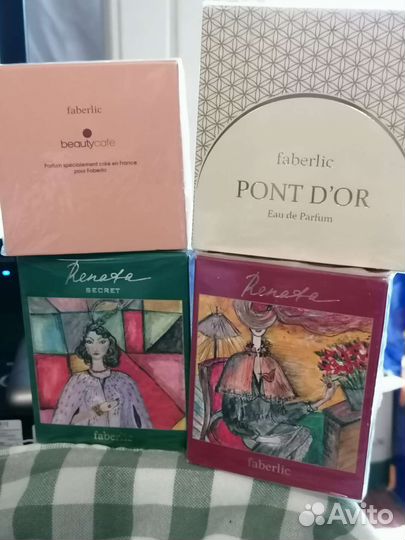 faberlic
beautycafe
Parfum spécialement créé en France
pour Faberlic
faberlic
PONT D'OR
Eau de Parfum
Renata
SECRET
faberlic
Renata
faberlic
Avito